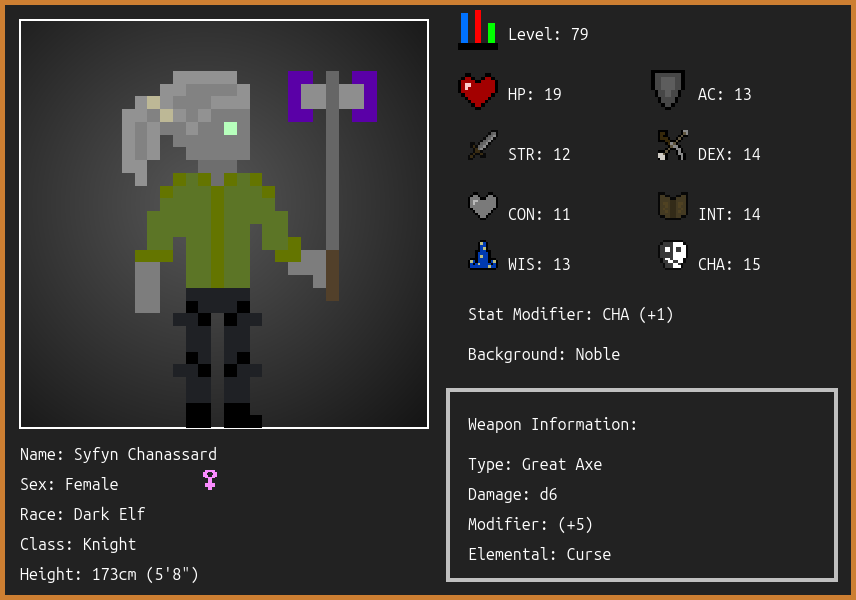 Level: 79
HP: 19
AC: 13
STR: 12
DEX: 14
CON: 11
INT: 14
WIS: 13
CHA: 15
Stat Modifier: CHA (+1)
Background: Noble
Weapon Information:
Type: Great Axe
Damage: d6
Modifier: (+5)
Elemental: Curse
Name: Syfyn Chanassard
Sex: Female
Race: Dark Elf
Class: Knight
Height: 173cm (5'8")